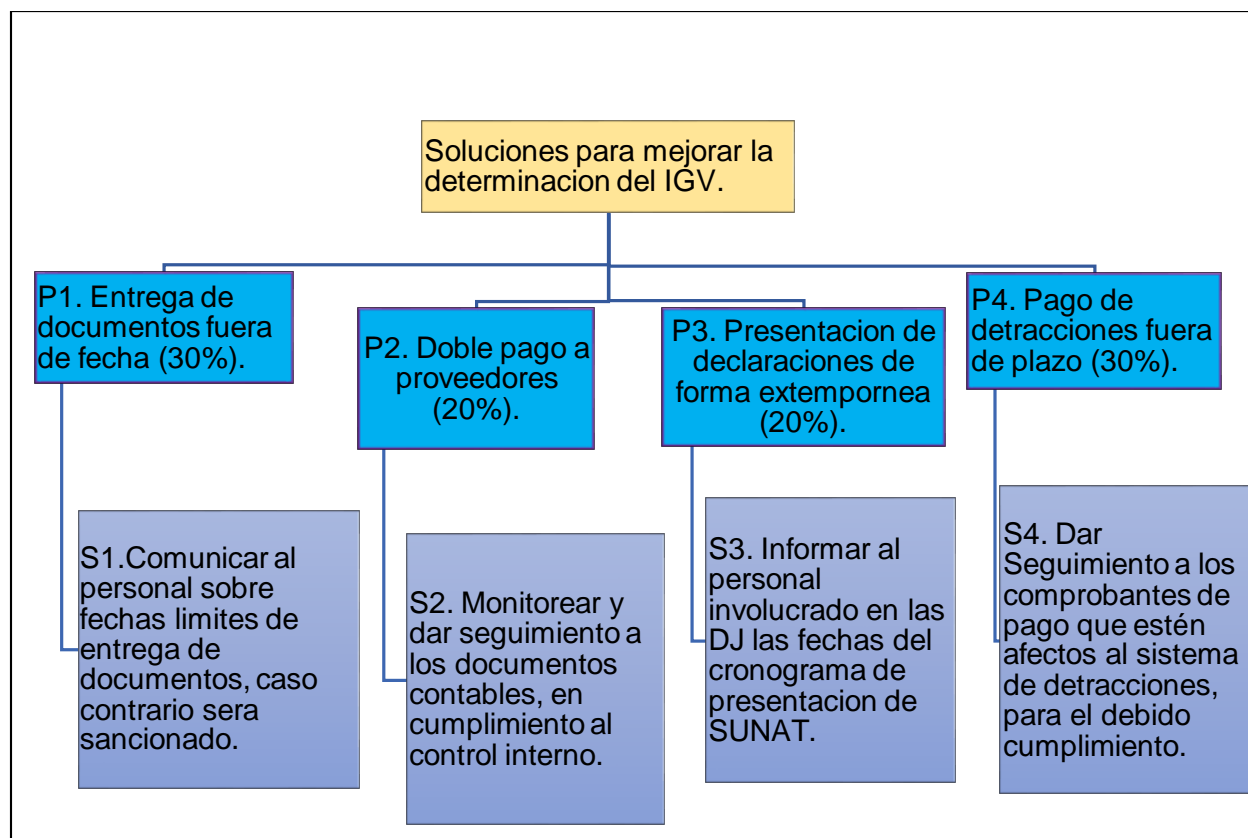 Soluciones para mejorar la
determinacion del IGV.
P1. Entrega de
documentos fuera
de fecha (30%).
P2. Doble pago a
proveedores
(20%).
P3. Presentacion de
declaraciones de
forma extempornea
(20%).
P4. Pago de
detracciones fuera
de plazo (30%).
S1.Comunicar al
personal sobre
fechas limites de
entrega de
documentos, caso
contrario sera
sancionado.
S2. Monitorear y
dar seguimiento a
los documentos
contables, en
cumplimiento al
control interno.
S3. Informar al
personal
involucrado en las
DJ las fechas del
cronograma de
presentacion de
SUNAT.
S4. Dar
Seguimiento a los
comprobantes de
pago que estén
afectos al sistema
de detracciones,
para el debido
cumplimiento.